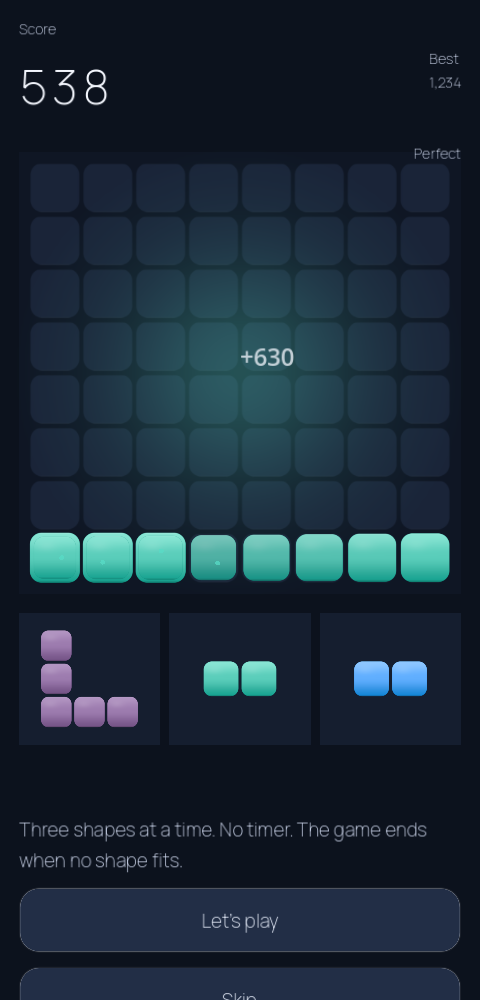 Score
538
Best
1,234
Perfect
+630
Three shapes at a time. No timer. The game ends
when no shape fits.
Let's play
Skip